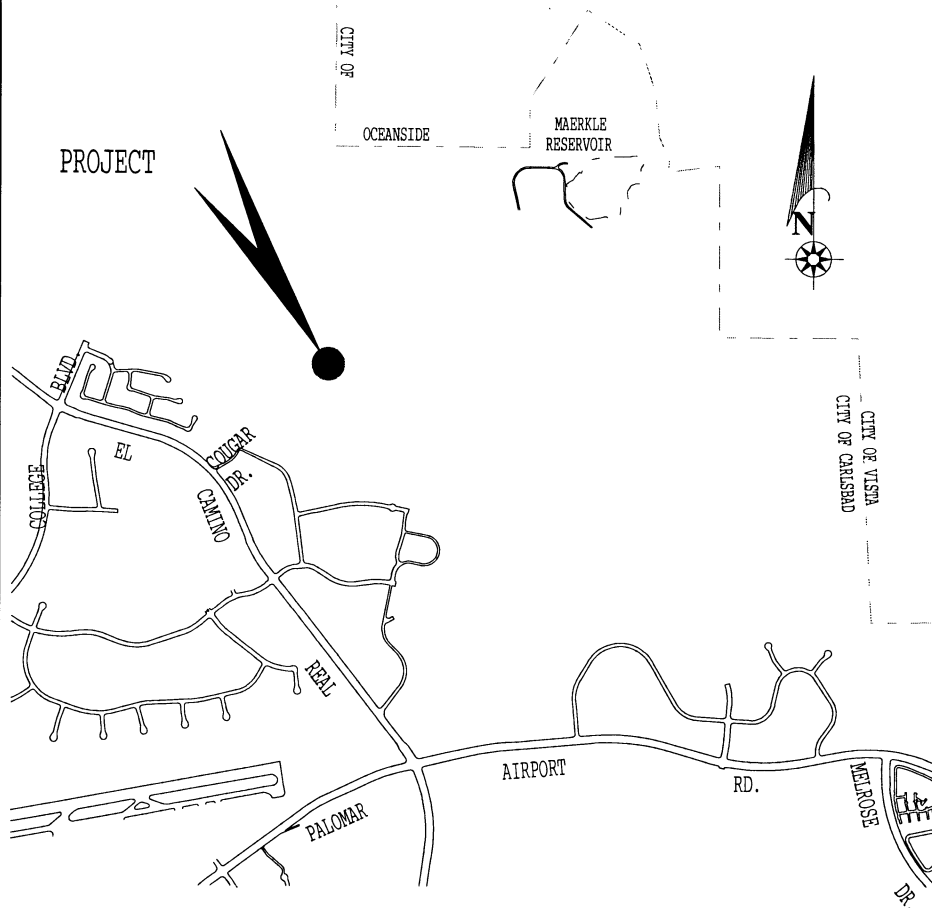 CITY OF
OCEANSIDE
MAERKLE
RESERVOIR
PROJECT
N
BLVD.
COLLEGE
EL
CAMINO
REAL
COUGAR
DR.
CITY OF VISTA
CITY OF CARLSBAD
PALOMAR
AIRPORT
RD.
MELROSE
DR.